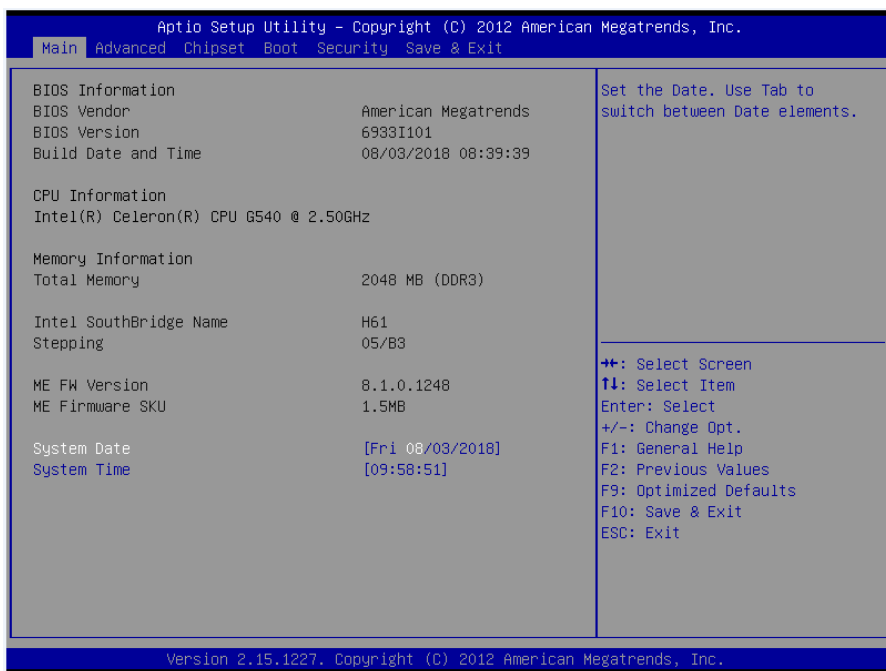 Aptio Setup Utility – Copyright (C) 2012 American Megatrends, Inc.
Main Advanced Chipset Boot Security Save & Exit
BIOS Information
BIOS Vendor American Megatrends
BIOS Version 6933I101
Build Date and Time 08/03/2018 08:39:39
CPU Information
Intel(R) Celeron(R) CPU G540 @ 2.50GHz
Memory Information
Total Memory 2048 MB (DDR3)
Intel SouthBridge Name H61
Stepping 05/B3
ME FW Version 8.1.0.1248
ME Firmware SKU 1.5MB
System Date [Fri 08/03/2018]
System Time [09:58:51]
Set the Date. Use Tab to
switch between Date elements.
→←: Select Screen
↑↓: Select Item
Enter: Select
+/-: Change Opt.
F1: General Help
F2: Previous Values
F9: Optimized Defaults
F10: Save & Exit
ESC: Exit
Version 2.15.1227. Copyright (C) 2012 American Megatrends, Inc.